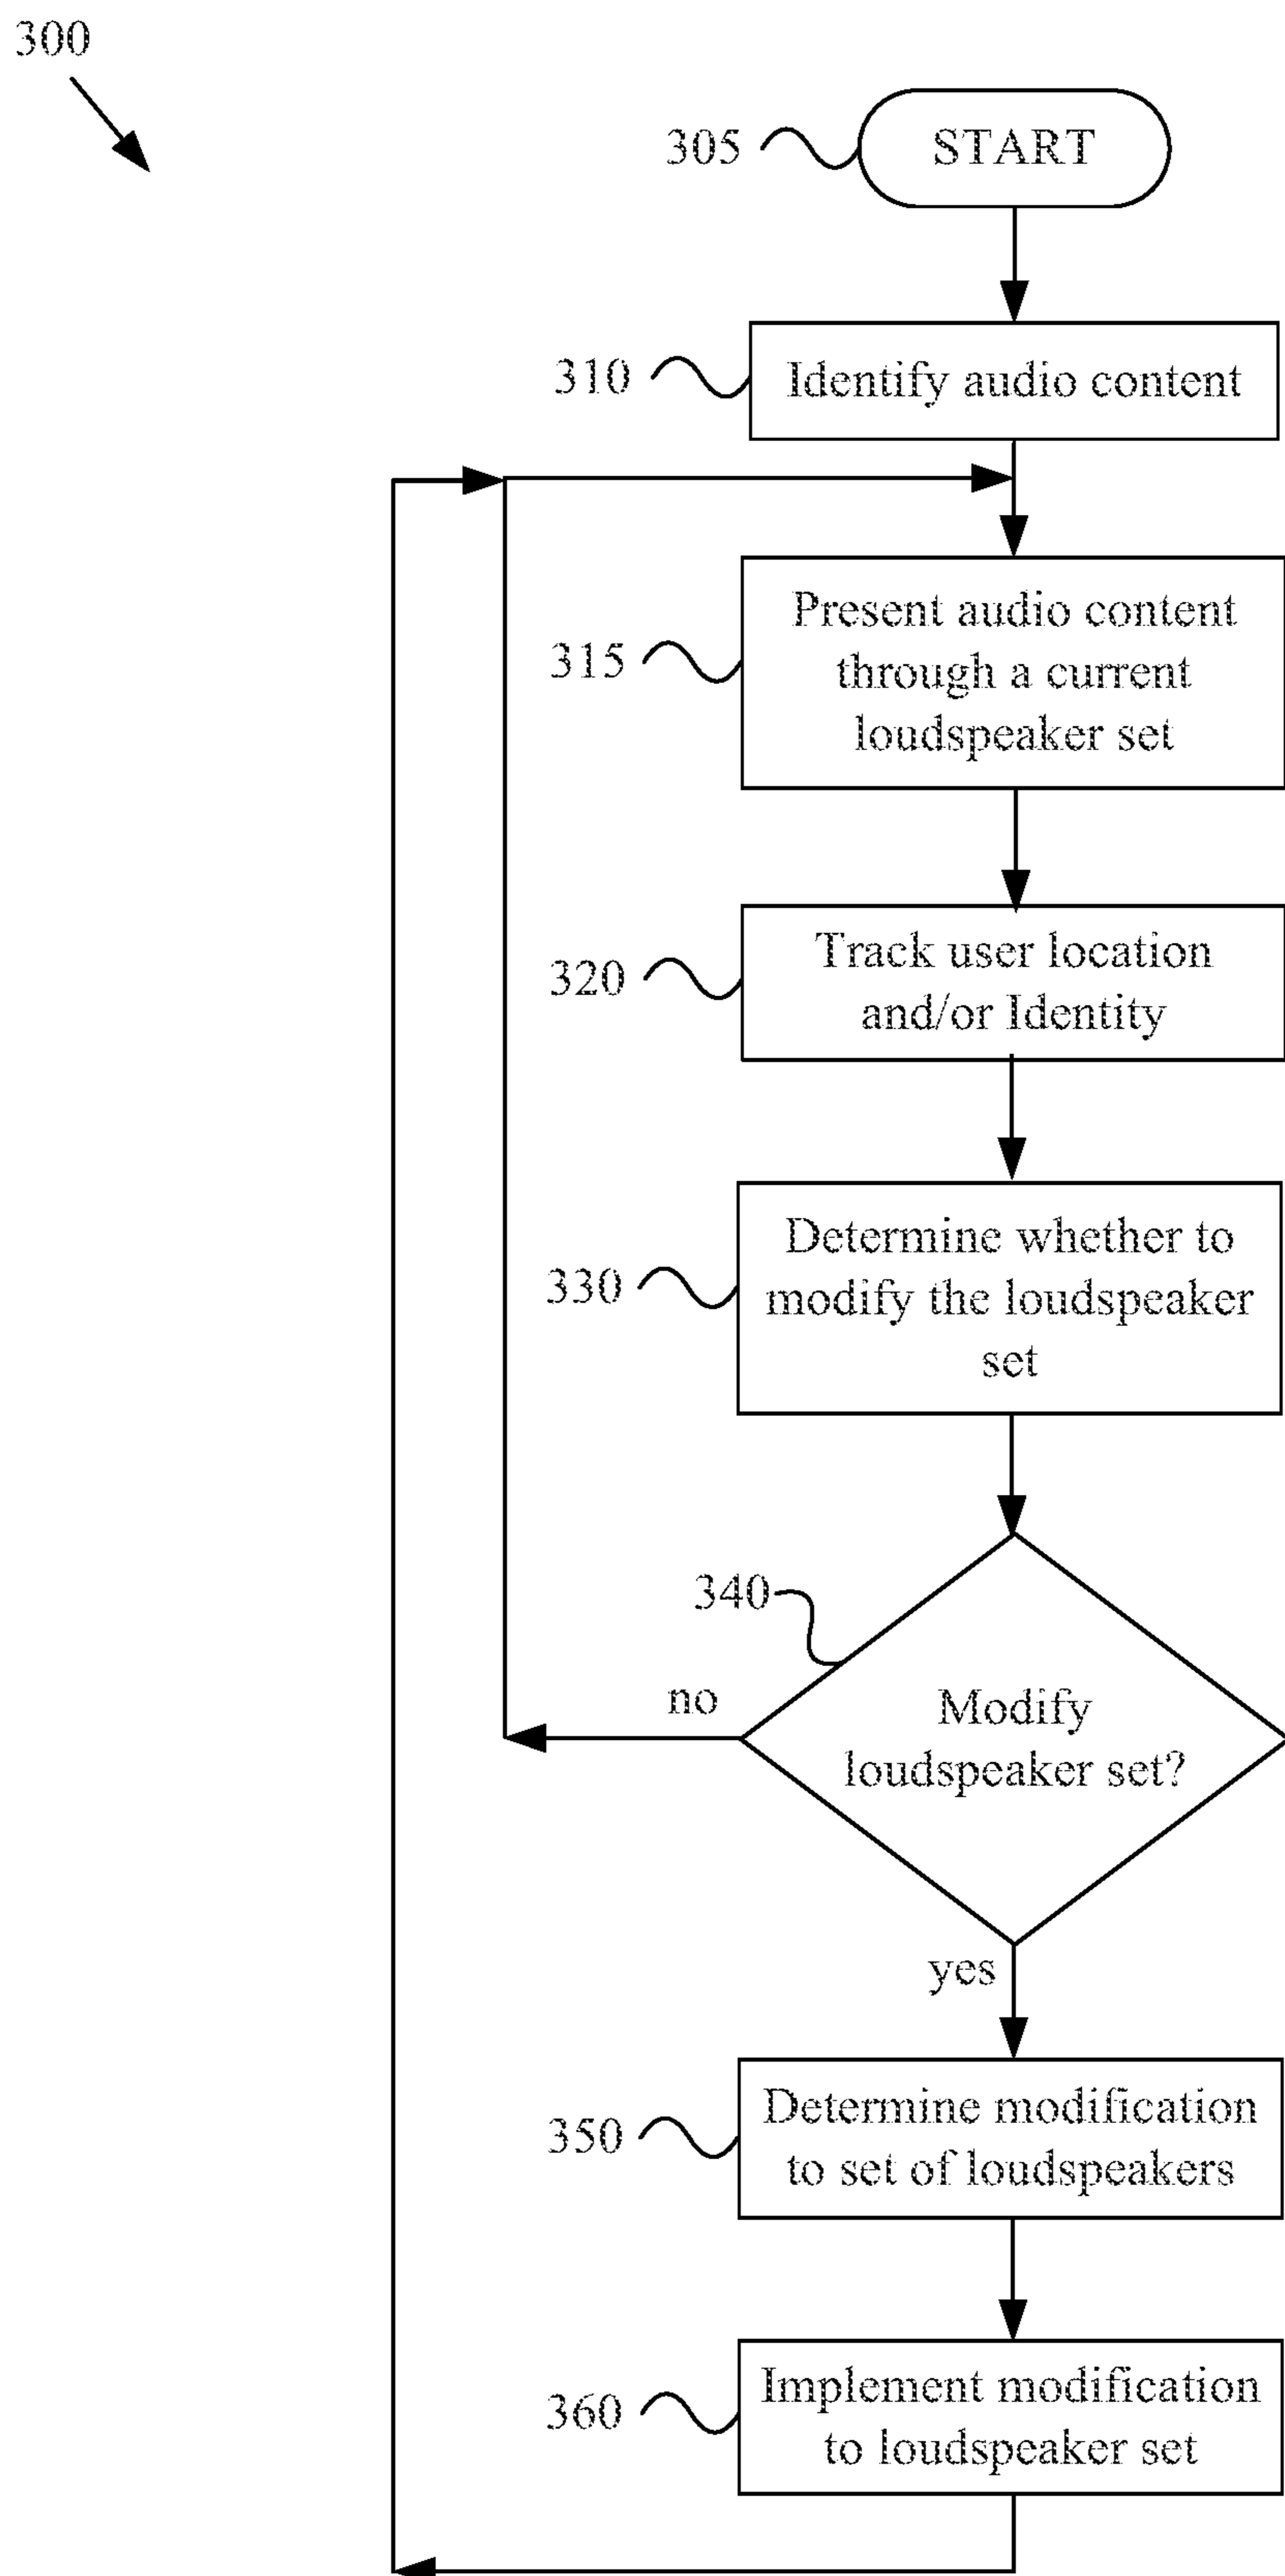 300
305
START
310
Identify audio content
315
Present audio content
through a current
loudspeaker set
320
Track user location
and/or Identity
330
Determine whether to
modify the loudspeaker
set
340
no
Modify
loudspeaker set?
yes
350
Determine modification
to set of loudspeakers
360
Implement modification
to loudspeaker set